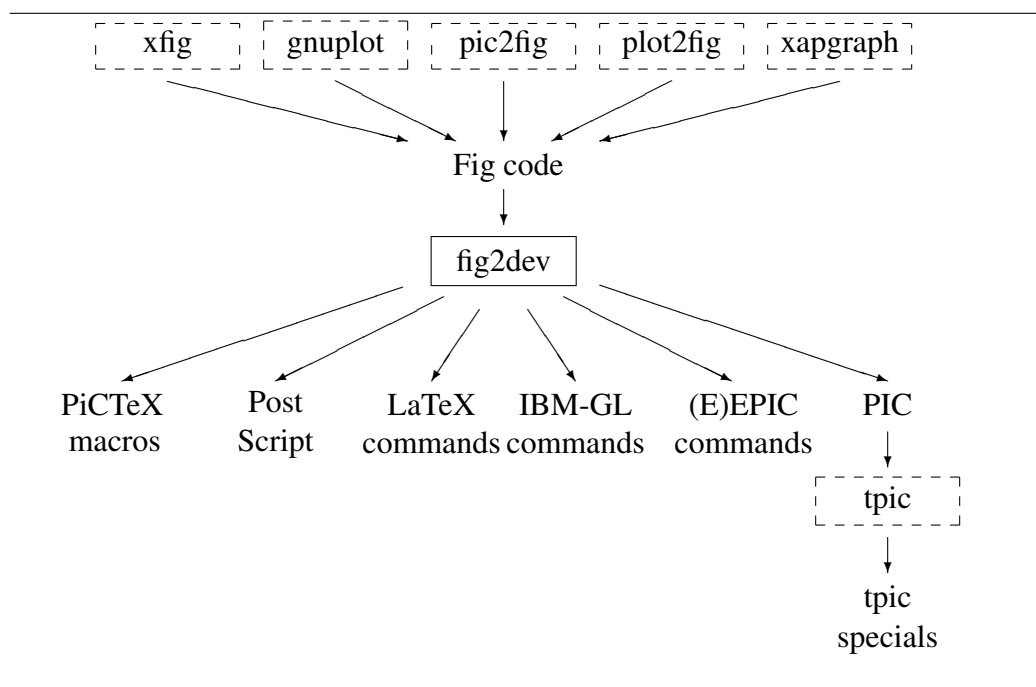 xfig gnuplot pic2fig plot2fig xapgraph
Fig code
fig2dev
PiCTeX Post LaTeX IBM-GL (E)EPIC PIC
macros Script commands commands commands
tpic
tpic
specials